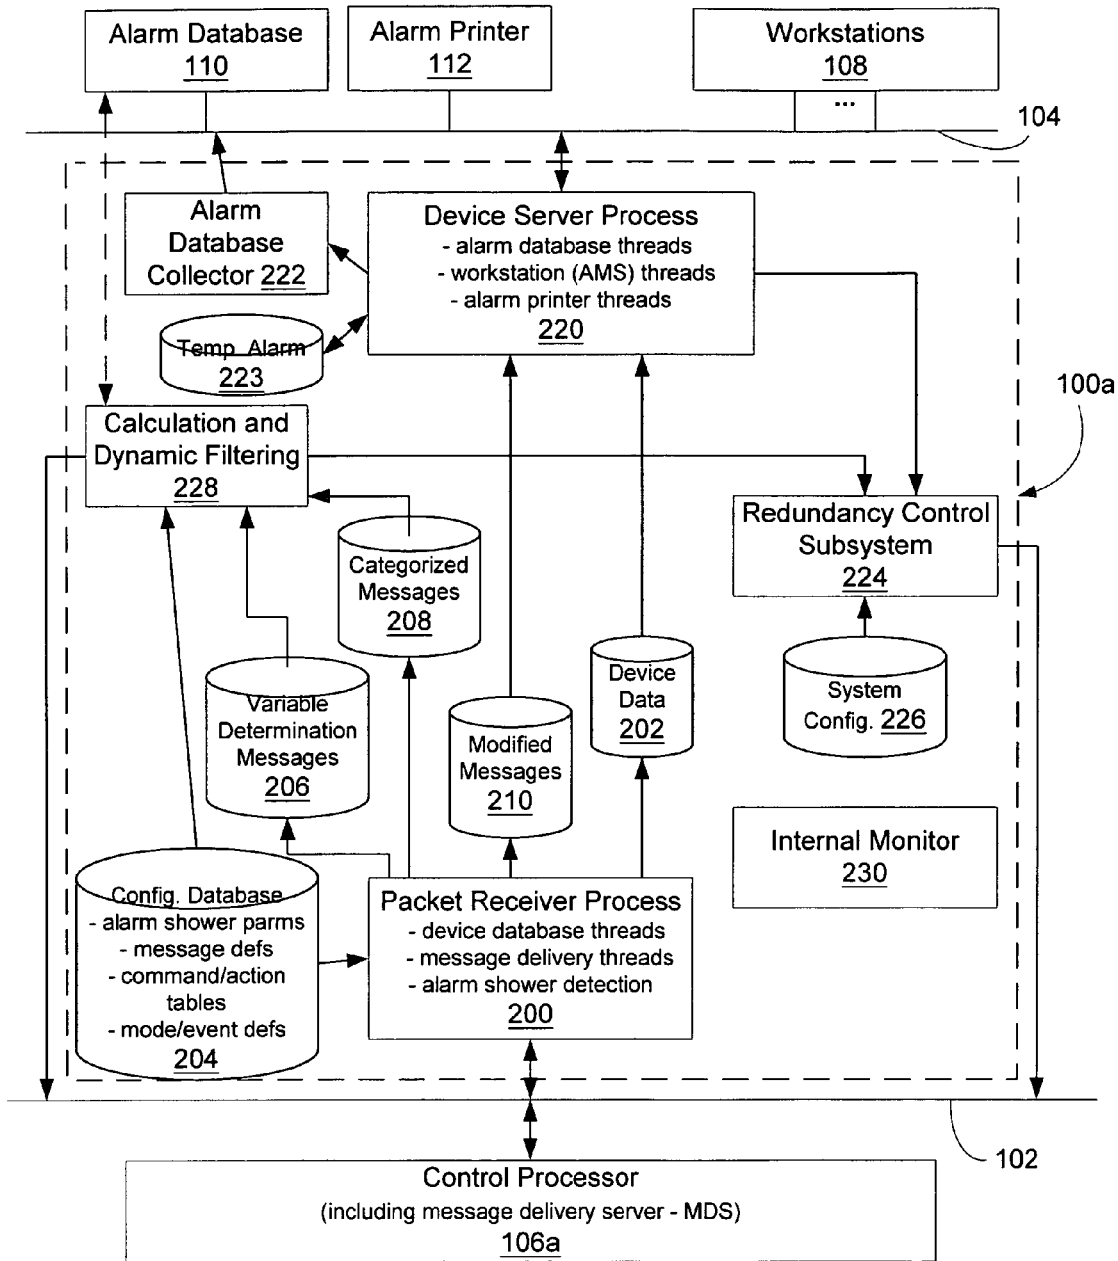 Alarm Database
110
Alarm Printer
112
Workstations
108
...
104
Alarm
Database
Collector 222
Device Server Process
- alarm database threads
- workstation (AMS) threads
- alarm printer threads
220
Temp. Alarm
223
100a
Calculation and
Dynamic Filtering
228
Redundancy Control
Subsystem
224
Categorized
Messages
208
Variable
Determination
Messages
206
Modified
Messages
210
Device
Data
202
System
Config. 226
Internal Monitor
230
Config. Database
- alarm shower parms
- message defs
- command/action
tables
- mode/event defs
204
Packet Receiver Process
- device database threads
- message delivery threads
- alarm shower detection
200
102
Control Processor
(including message delivery server - MDS)
106a